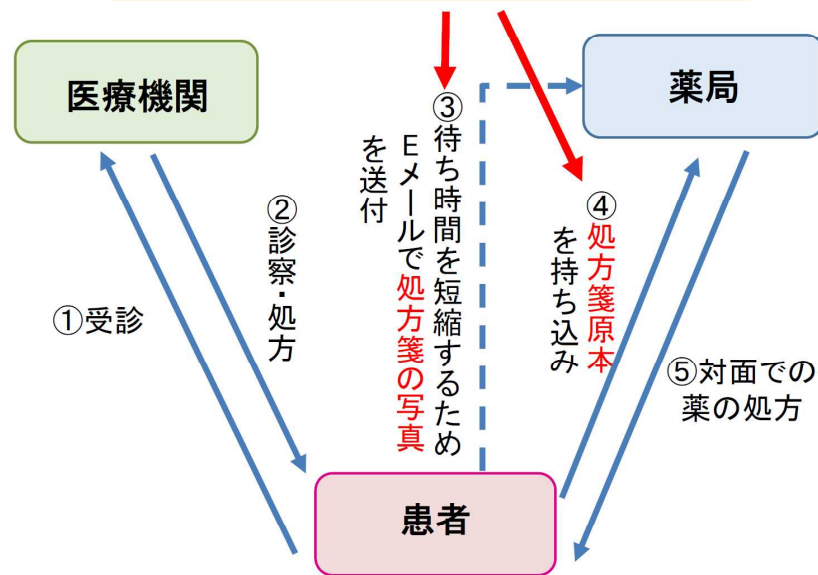 医療機関
薬局
①受診
②診察・処方
③待ち時間を短縮するため
Eメールで処方箋の写真
を送付
④処方箋原本
を持ち込み
⑤対面での
薬の処方
患者